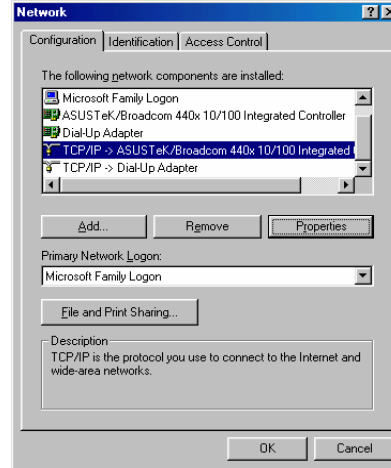 Network
Configuration Identification Access Control
The following network components are installed:
Microsoft Family Logon
ASUSTeK/Broadcom 440x 10/100 Integrated Controller
Dial-Up Adapter
TCP/IP -> ASUSTeK/Broadcom 440x 10/100 Integrated
TCP/IP -> Dial-Up Adapter
Add... Remove Properties
Primary Network Logon:
Microsoft Family Logon
File and Print Sharing...
Description
TCP/IP is the protocol you use to connect to the Internet and
wide-area networks.
OK Cancel